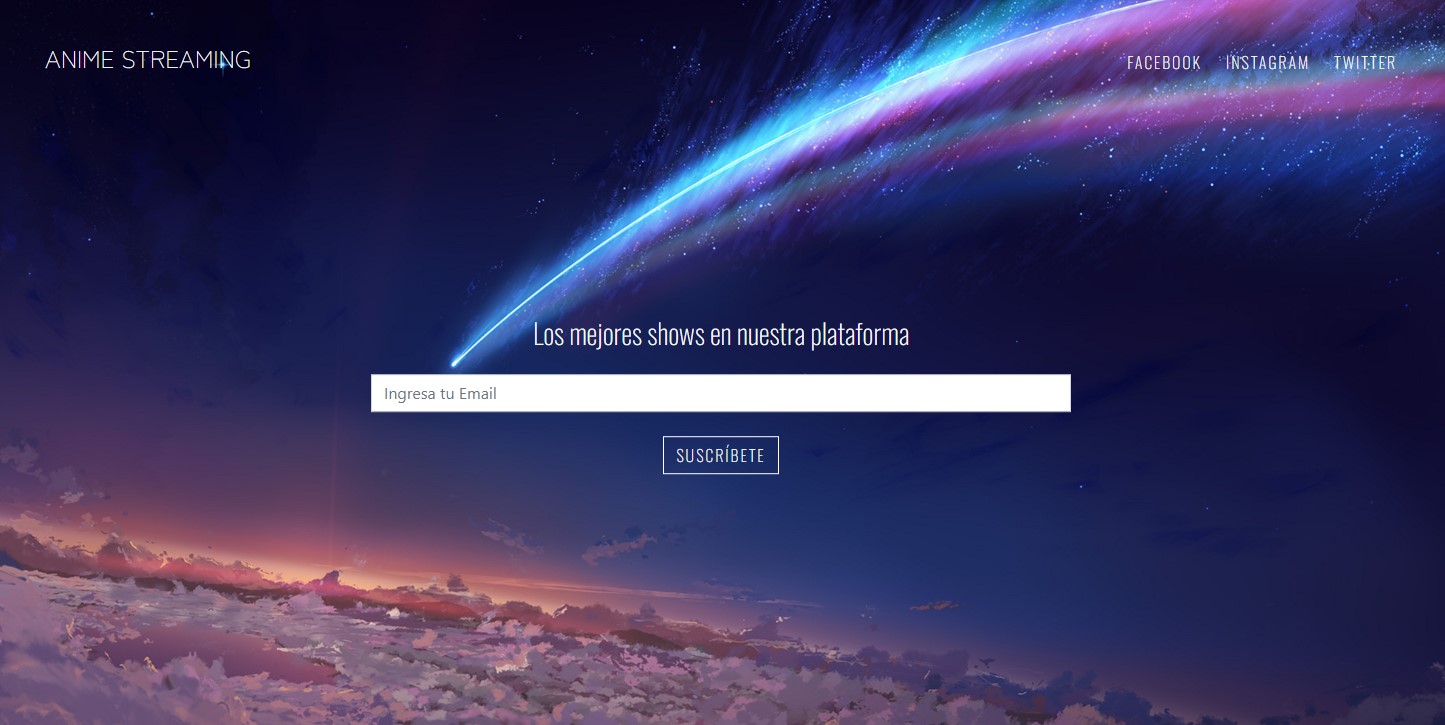 ANIME STREAMING
FACEBOOK INSTAGRAM TWITTER
Los mejores shows en nuestra plataforma
Ingresa tu Email
SUSCRÍBETE